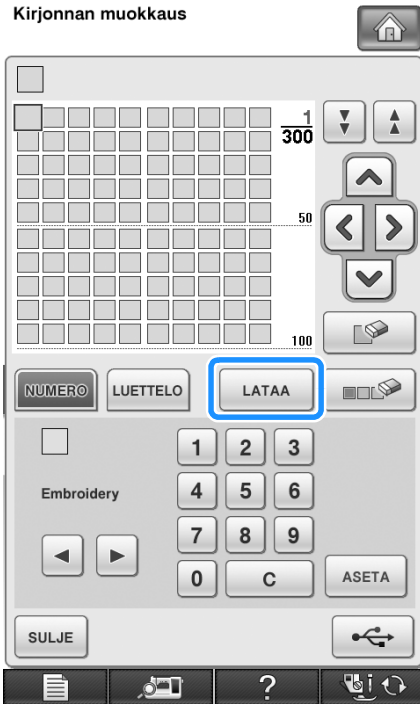 Kirjonnan muokkaus
1
300
50
100
NUMERO LUETTELO LATAA
1 2 3
Embroidery 4 5 6
7 8 9
0 C ASETA
SULJE
?